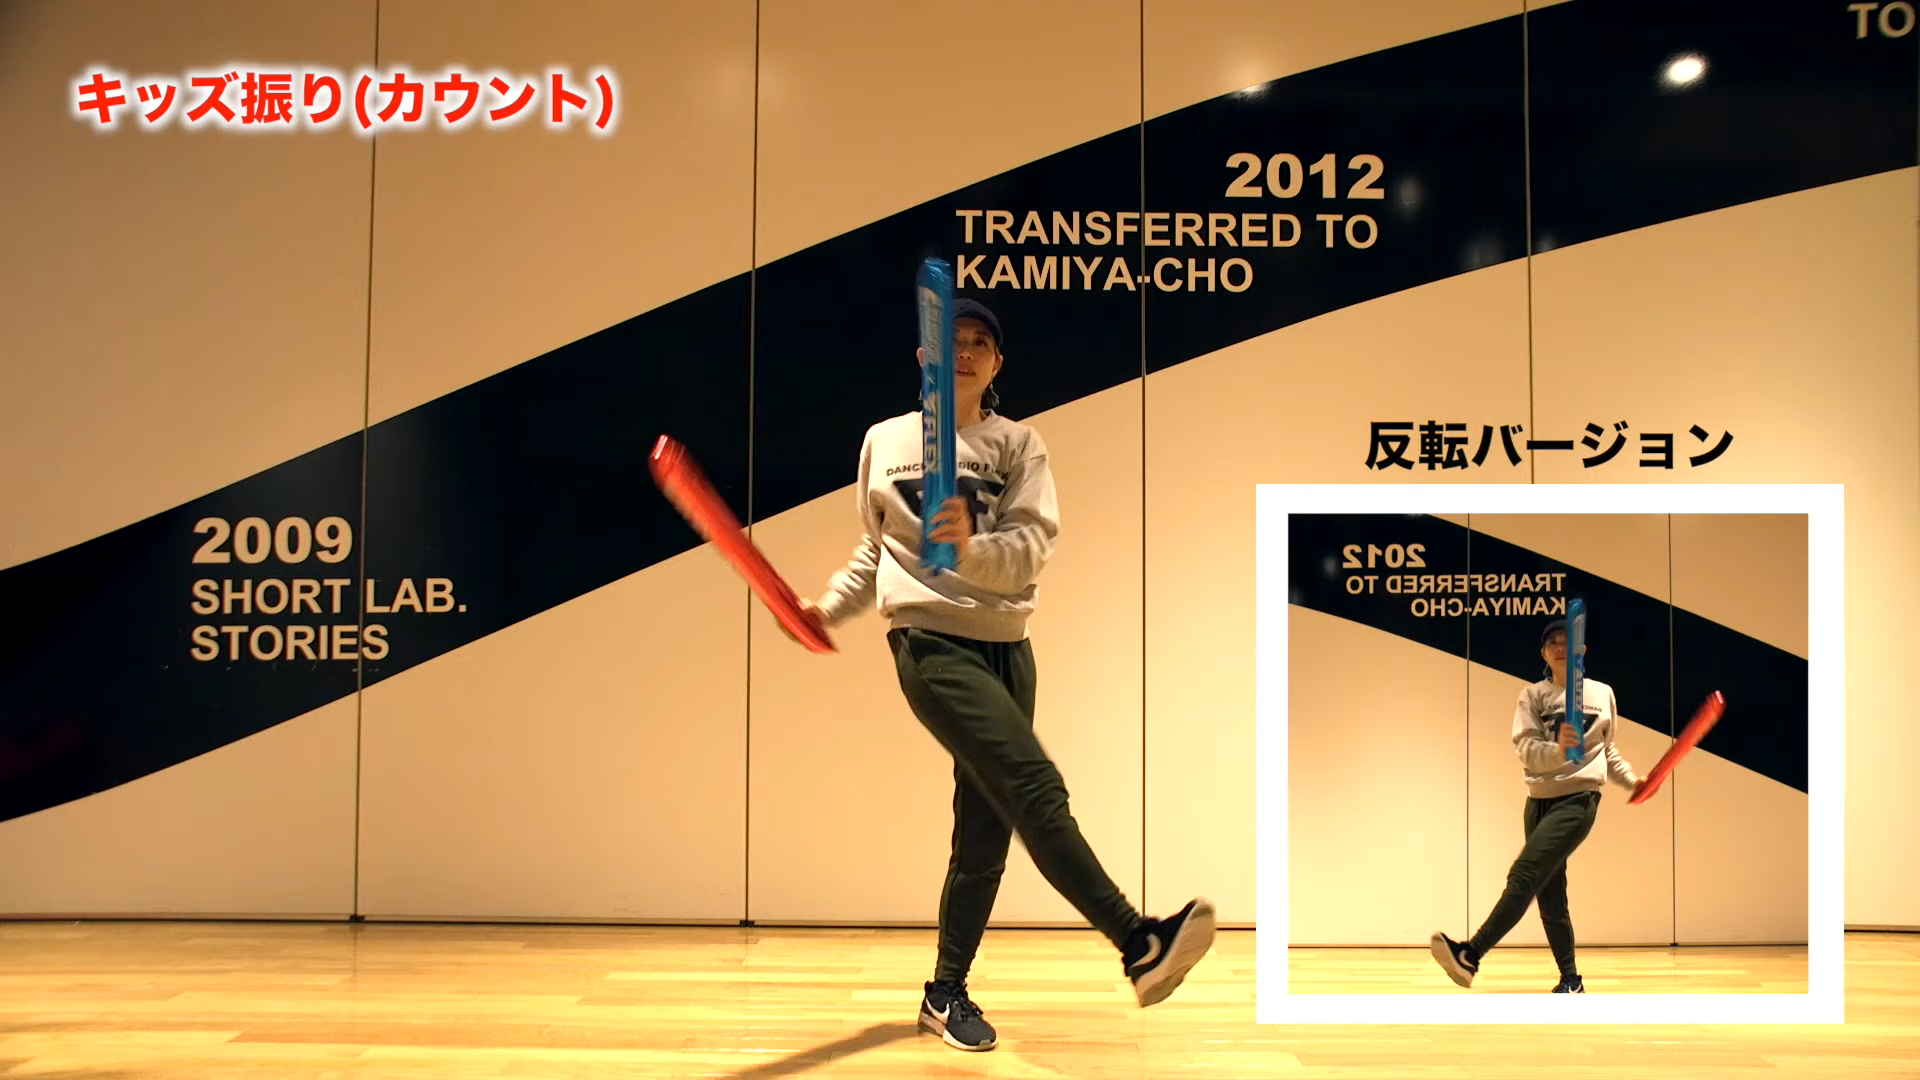 キッズ振り(カウント)
TO
2012
TRANSFERRED TO
KAMIYA-CHO
2009
SHORT LAB.
STORIES
反転バージョン
2012
TRANSFERRED TO
KAMIYA-CHO